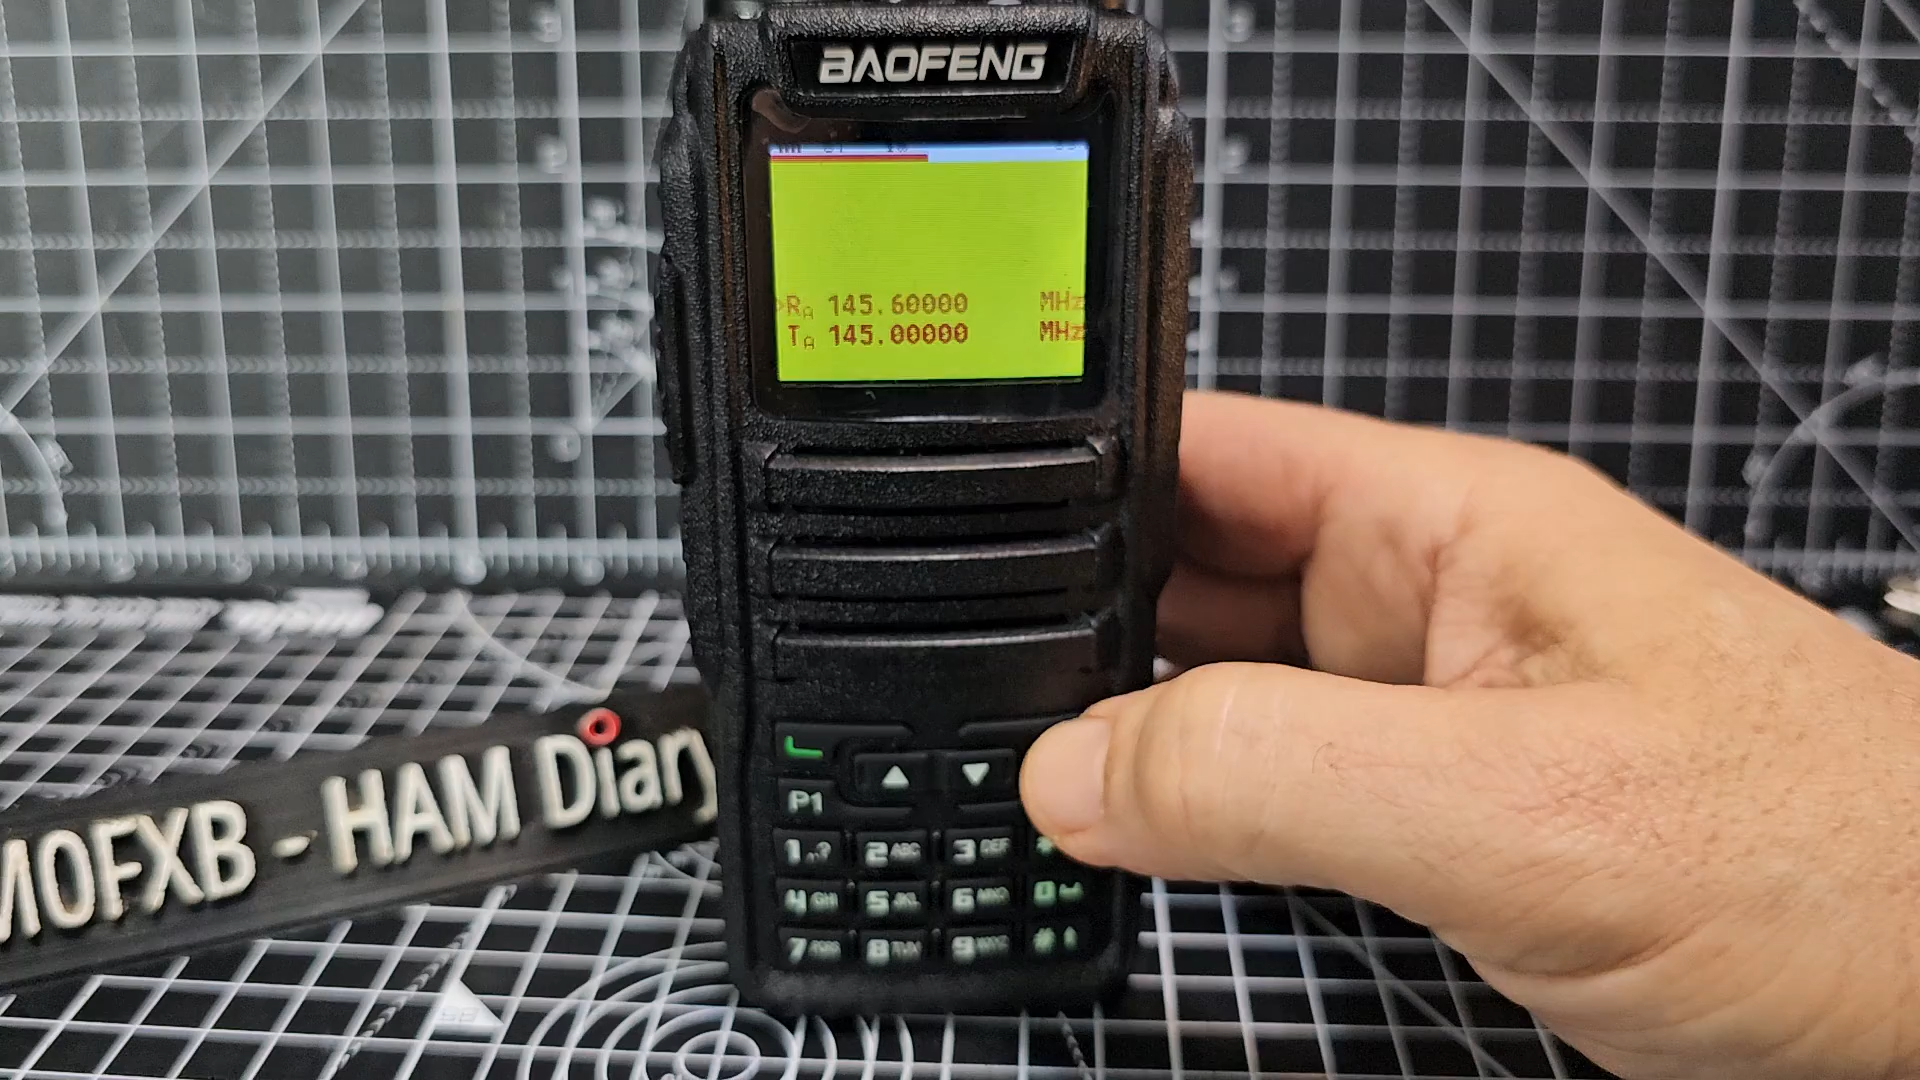 BAOFENG
RA 145.60000 MHz
TA 145.00000 MHz
M0FXB - HAM Diary
P1
1 .,? 2 ABC 3 DEF *
4 GHI 5 JKL 6 MNO 0
7 8 TUV 9 #